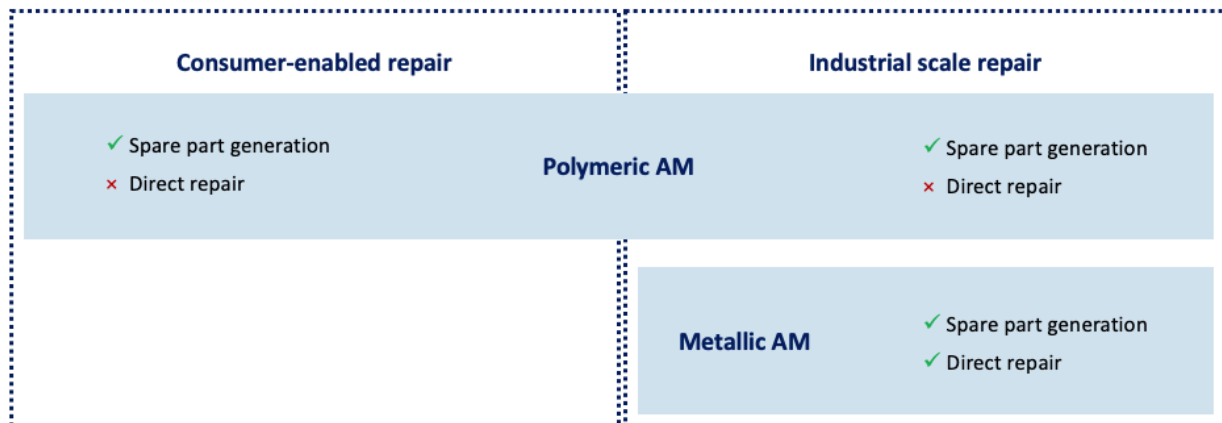 Consumer-enabled repair
Industrial scale repair
✓ Spare part generation
× Direct repair
Polymeric AM
✓ Spare part generation
× Direct repair
Metallic AM
✓ Spare part generation
✓ Direct repair